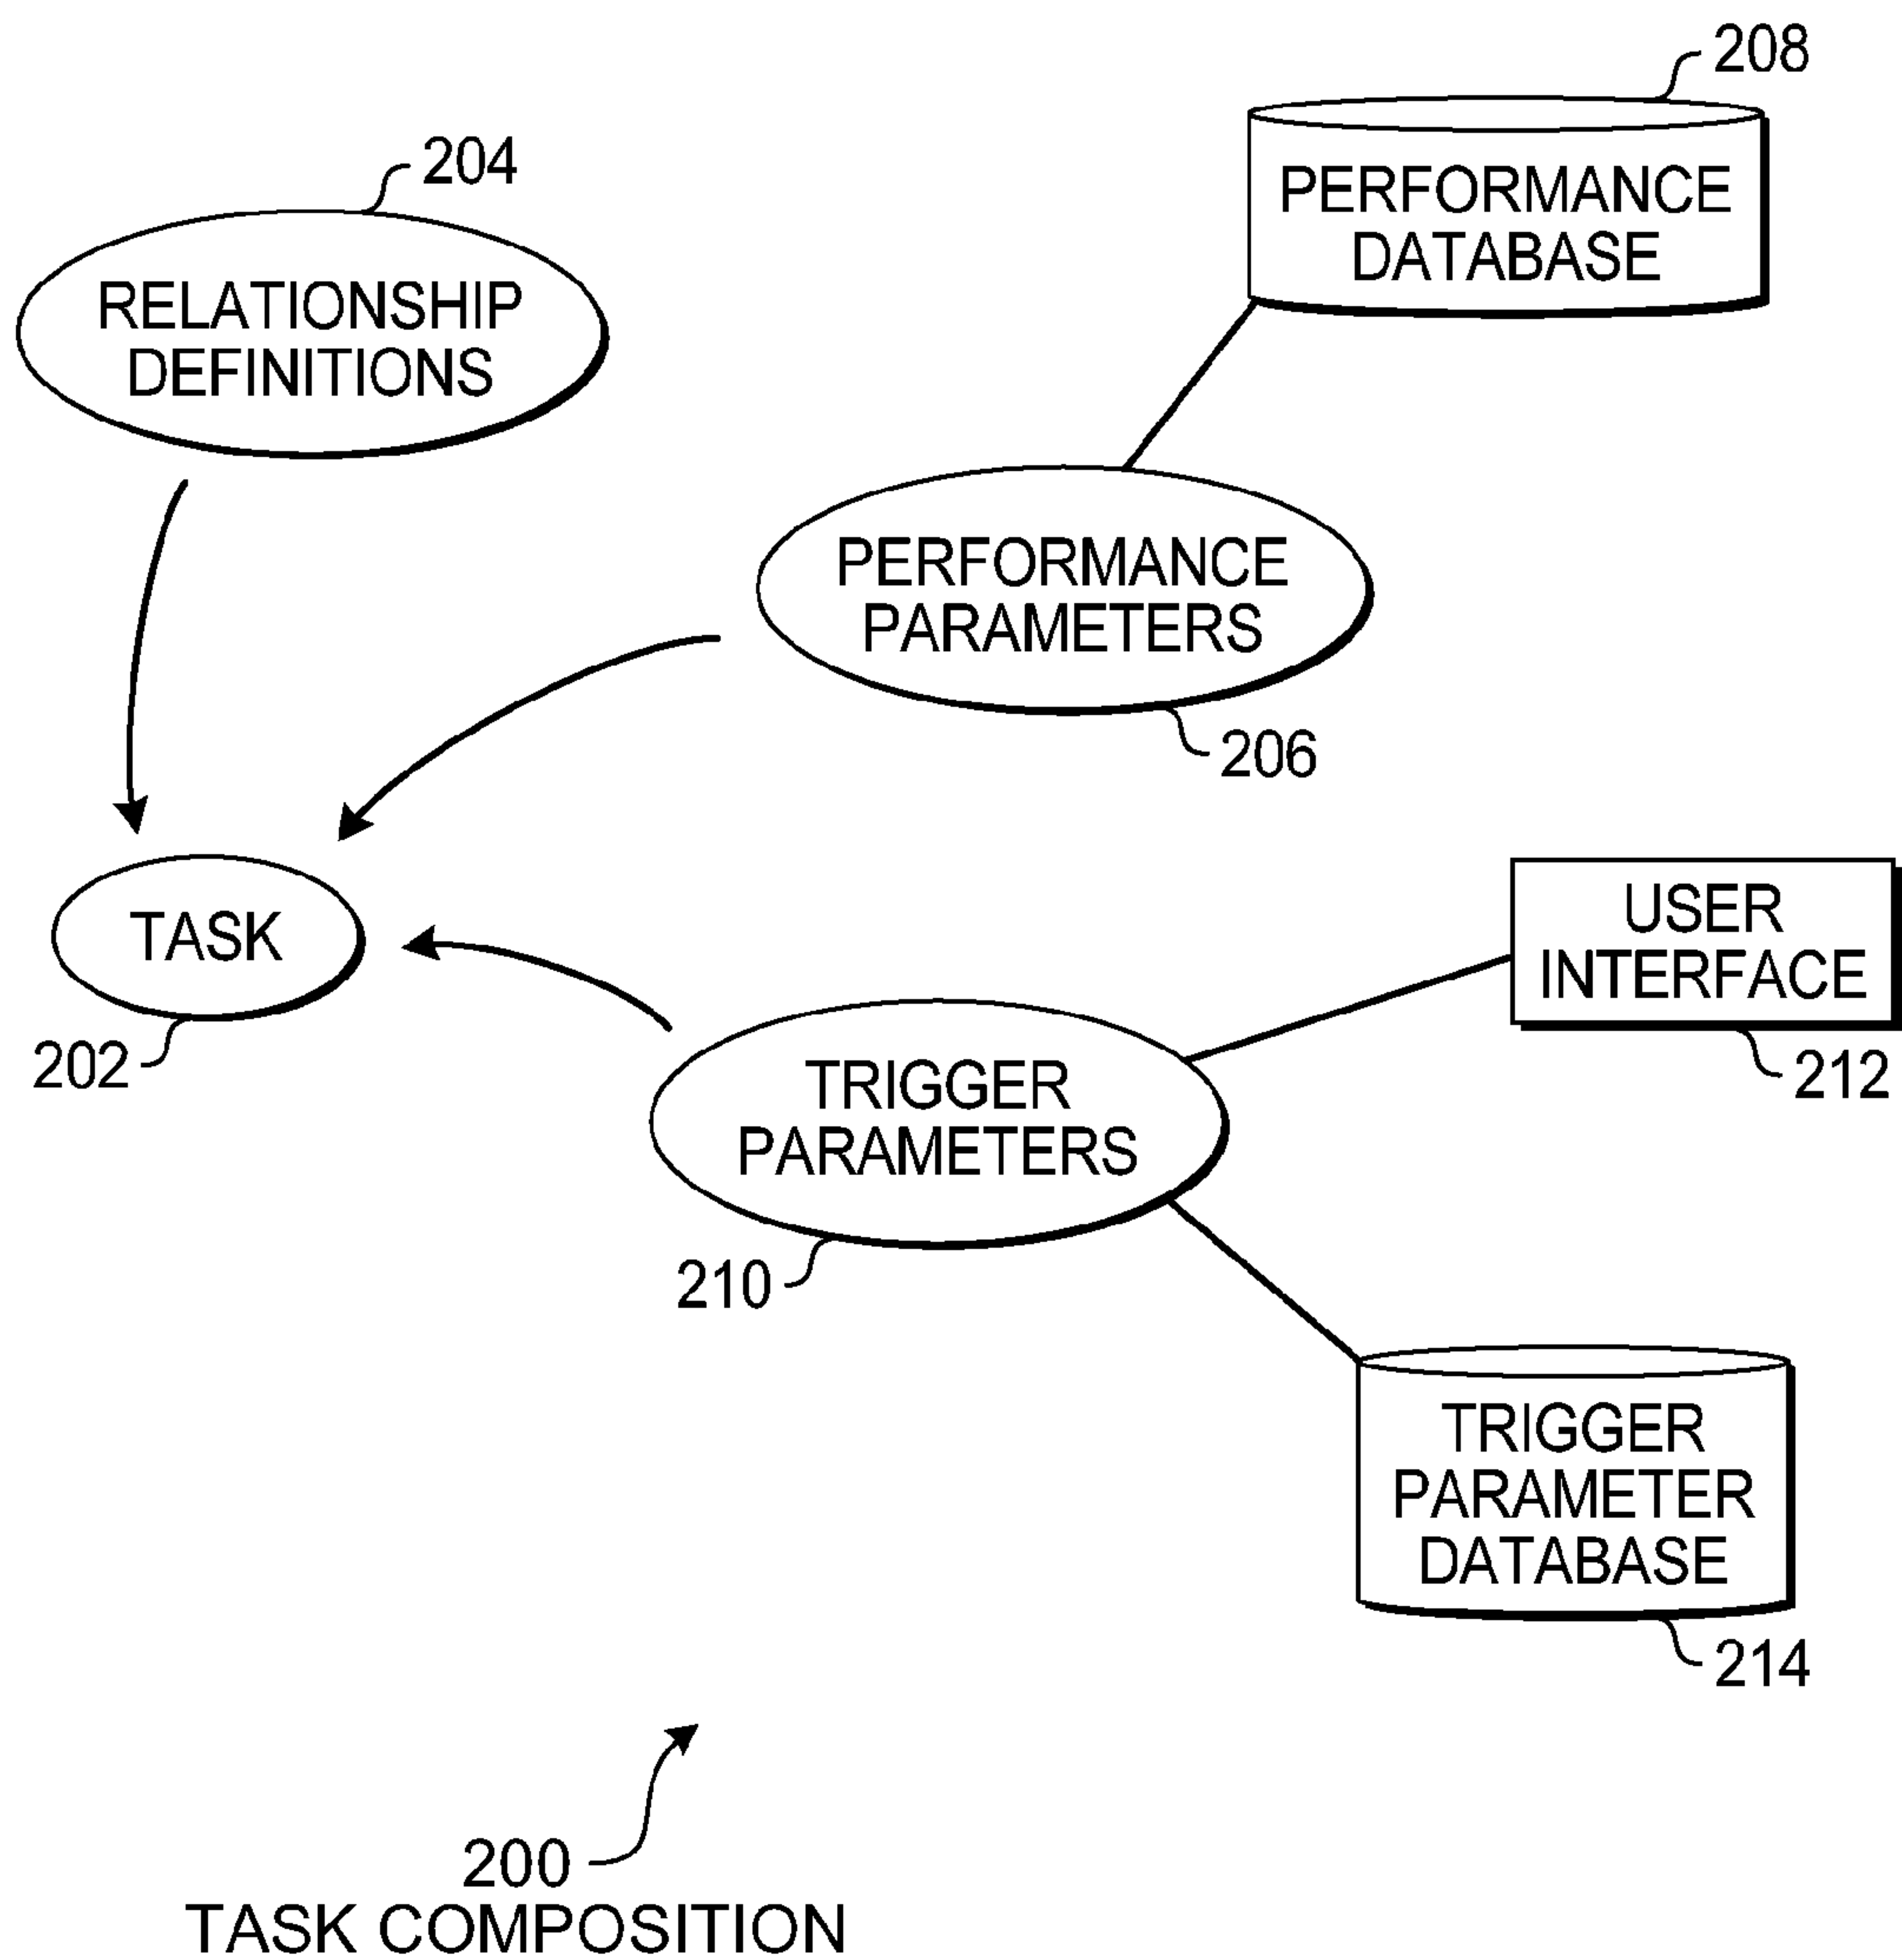 208
PERFORMANCE
DATABASE
204
RELATIONSHIP
DEFINITIONS
PERFORMANCE
PARAMETERS
206
TASK
202
USER
INTERFACE
212
TRIGGER
PARAMETERS
210
TRIGGER
PARAMETER
DATABASE
214
200
TASK COMPOSITION